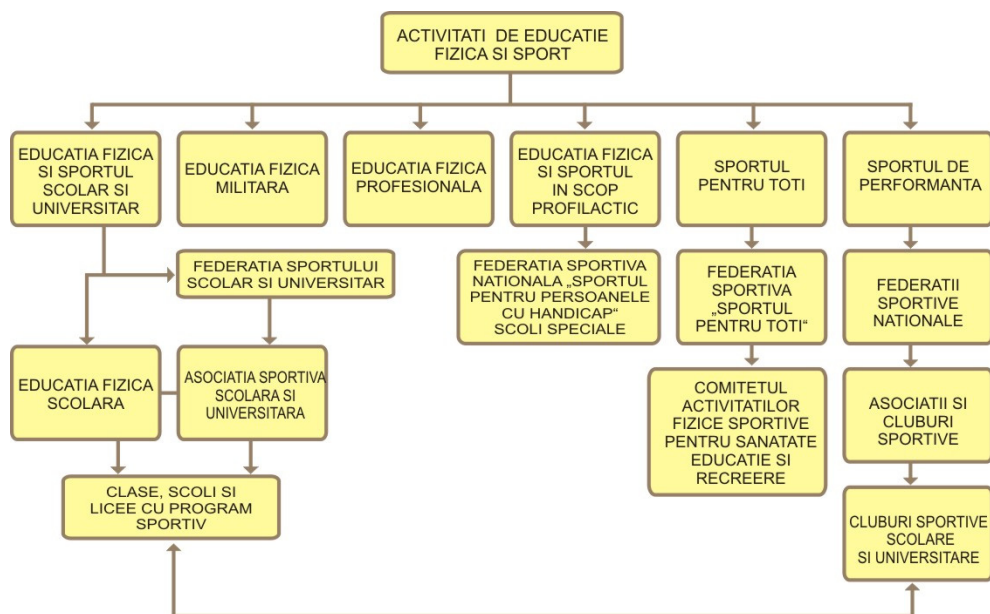 ACTIVITATI DE EDUCATIE
FIZICA SI SPORT
EDUCATIA FIZICA
SI SPORTUL
SCOLAR SI
UNIVERSITAR
EDUCATIA FIZICA
MILITARA
EDUCATIA FIZICA
PROFESIONALA
EDUCATIA FIZICA
SI SPORTUL
IN SCOP
PROFILACTIC
SPORTUL
PENTRU TOTI
SPORTUL DE
PERFORMANTA
FEDERATIA SPORTULUI
SCOLAR SI UNIVERSITAR
FEDERATIA SPORTIVA
NATIONALA „SPORTUL
PENTRU PERSOANELE
CU HANDICAP“
SCOLI SPECIALE
FEDERATIA
SPORTIVA
„SPORTUL
PENTRU TOTI“
FEDERATII
SPORTIVE
NATIONALE
EDUCATIA FIZICA
SCOLARA
ASOCIATIA SPORTIVA
SCOLARA SI
UNIVERSITARA
COMITETUL
ACTIVITATILOR
FIZICE SPORTIVE
PENTRU SANATATE
EDUCATIE SI
RECREERE
ASOCIATII SI
CLUBURI
SPORTIVE
CLASE, SCOLI SI
LICEE CU PROGRAM
SPORTIV
CLUBURI SPORTIVE
SCOLARE
SI UNIVERSITARE